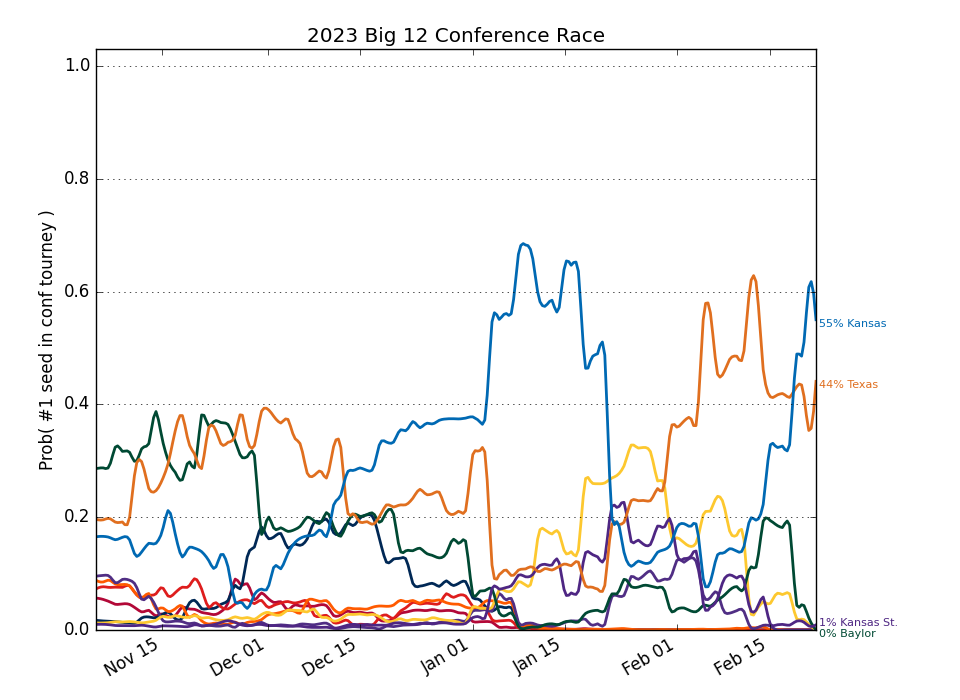 2023 Big 12 Conference Race
Prob( #1 seed in conf tourney )
1.0
0.8
0.6
0.4
0.2
0.0
Nov 15
Dec 01
Dec 15
Jan 01
Jan 15
Feb 01
Feb 15
55% Kansas
44% Texas
1% Kansas St.
0% Baylor